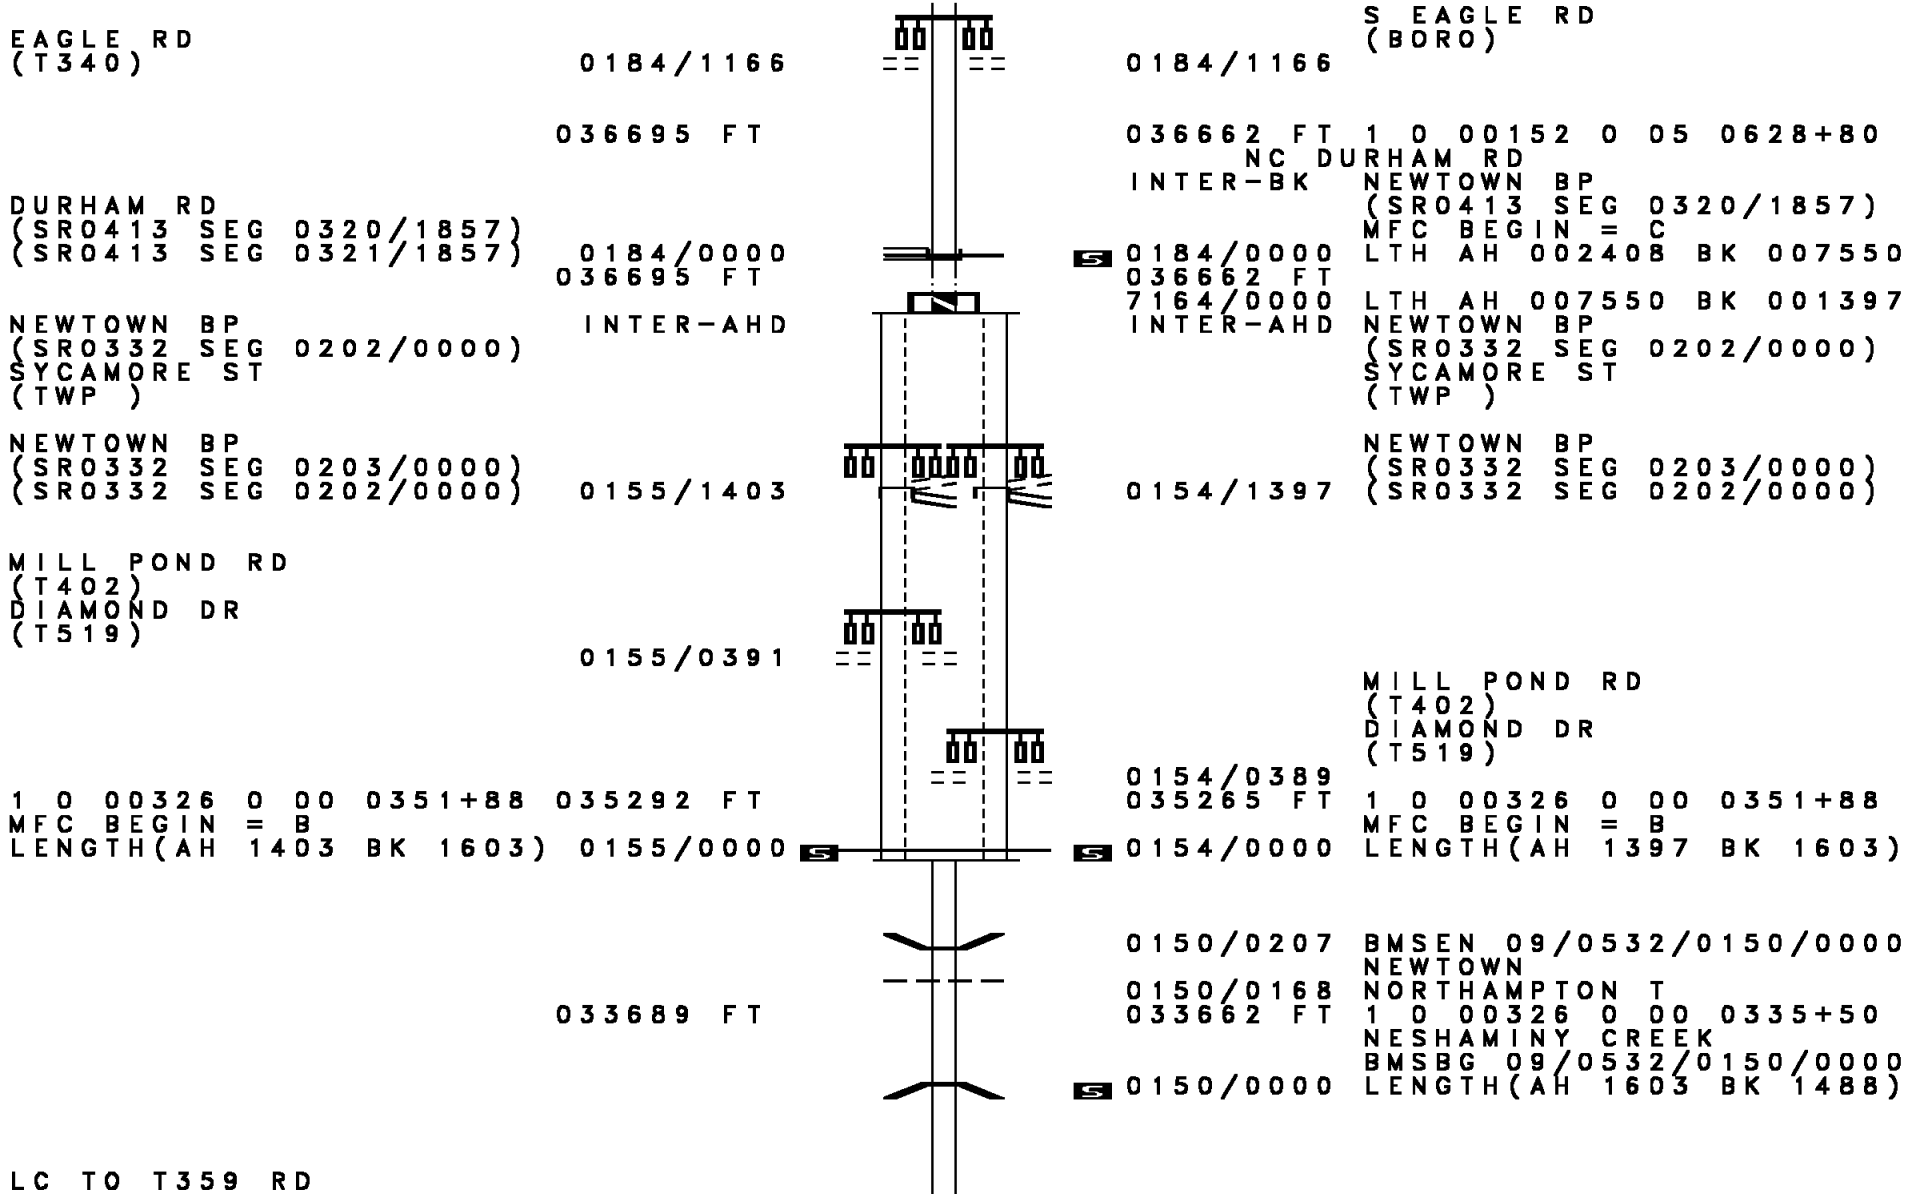 S EAGLE RD
EAGLE RD (BORO)
(T340) 0184/1166 0184/1166
036695 FT 036662 FT 1 0 00152 0 05 0628+80
NC DURHAM RD
INTER-BK NEWTOWN BP
DURHAM RD (SR0413 SEG 0320/1857)
(SR0413 SEG 0320/1857) MFC BEGIN = C
(SR0413 SEG 0321/1857) 0184/0000 S 0184/0000 LTH AH 002408 BK 007550
036695 FT 036662 FT
7164/0000 LTH AH 007550 BK 001397
NEWTOWN BP INTER-AHD INTER-AHD NEWTOWN BP
(SR0332 SEG 0202/0000) (SR0332 SEG 0202/0000)
SYCAMORE ST SYCAMORE ST
(TWP ) (TWP )
NEWTOWN BP NEWTOWN BP
(SR0332 SEG 0203/0000) (SR0332 SEG 0203/0000)
(SR0332 SEG 0202/0000) 0155/1403 0154/1397 (SR0332 SEG 0202/0000)
MILL POND RD
(T402)
DIAMOND DR
(T519)
0155/0391
MILL POND RD
(T402)
DIAMOND DR
(T519)
0154/0389
1 0 00326 0 00 0351+88 035292 FT 035265 FT 1 0 00326 0 00 0351+88
MFC BEGIN = B MFC BEGIN = B
LENGTH(AH 1403 BK 1603) 0155/0000 S S 0154/0000 LENGTH(AH 1397 BK 1603)
0150/0207 BMSEN 09/0532/0150/0000
NEWTOWN
0150/0168 NORTHAMPTON T
033689 FT 033662 FT 1 0 00326 0 00 0335+50
NESHAMINY CREEK
BMSBG 09/0532/0150/0000
S 0150/0000 LENGTH(AH 1603 BK 1488)
LC TO T359 RD